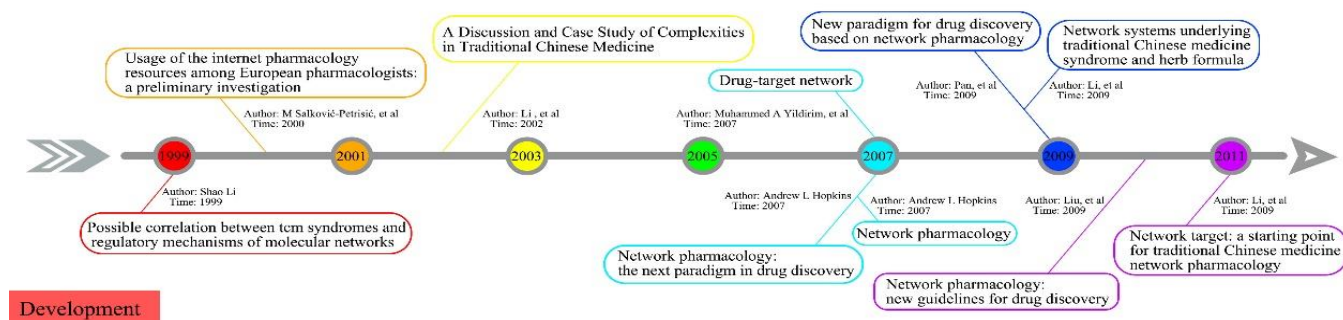 A Discussion and Case Study of Complexities
in Traditional Chinese Medicine
New paradigm for drug discovery
based on network pharmacology
Network systems underlying
traditional Chinese medicine
syndrome and herb formula
Usage of the internet pharmacology
resources among European pharmacologists:
a preliminary investigation
Drug-target network
Author: Pan, et al
Time: 2009
Author: Li, et al
Time: 2009
Author: M Salković-Petrisić, et al
Time: 2000
Author: Li , et al
Time: 2002
Author: Muhammed A Yildirim, et al
Time: 2007
1999
2001
2003
2005
2007
2009
2011
Author: Shao Li
Time: 1999
Author: Andrew L Hopkins
Time: 2007
Author: Andrew L Hopkins
Time: 2007
Author: Liu, et al
Time: 2009
Author: Li, et al
Time: 2009
Possible correlation between tcm syndromes and
regulatory mechanisms of molecular networks
Network pharmacology
Network pharmacology:
the next paradigm in drug discovery
Network target: a starting point
for traditional Chinese medicine
network pharmacology
Network pharmacology:
new guidelines for drug discovery
Development